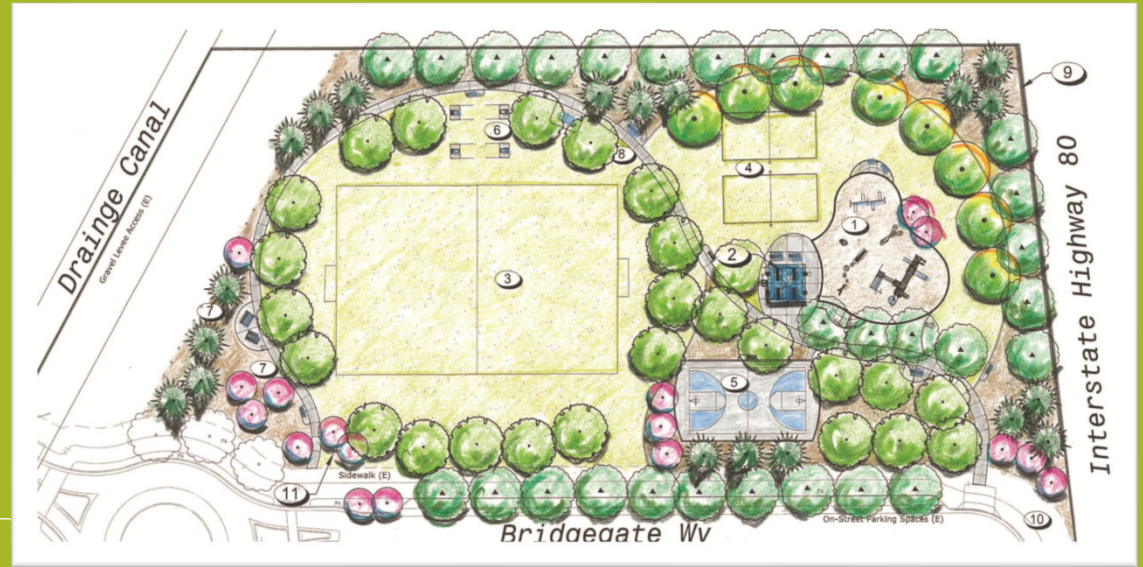 Drainge Canal
Gravel Levee Access (E)
9
6
8
4
Interstate Highway 80
1
2
3
7
7
5
Sidewalk (E)
11
On-Street Parking Spaces (E)
10
Bridgegate Wy